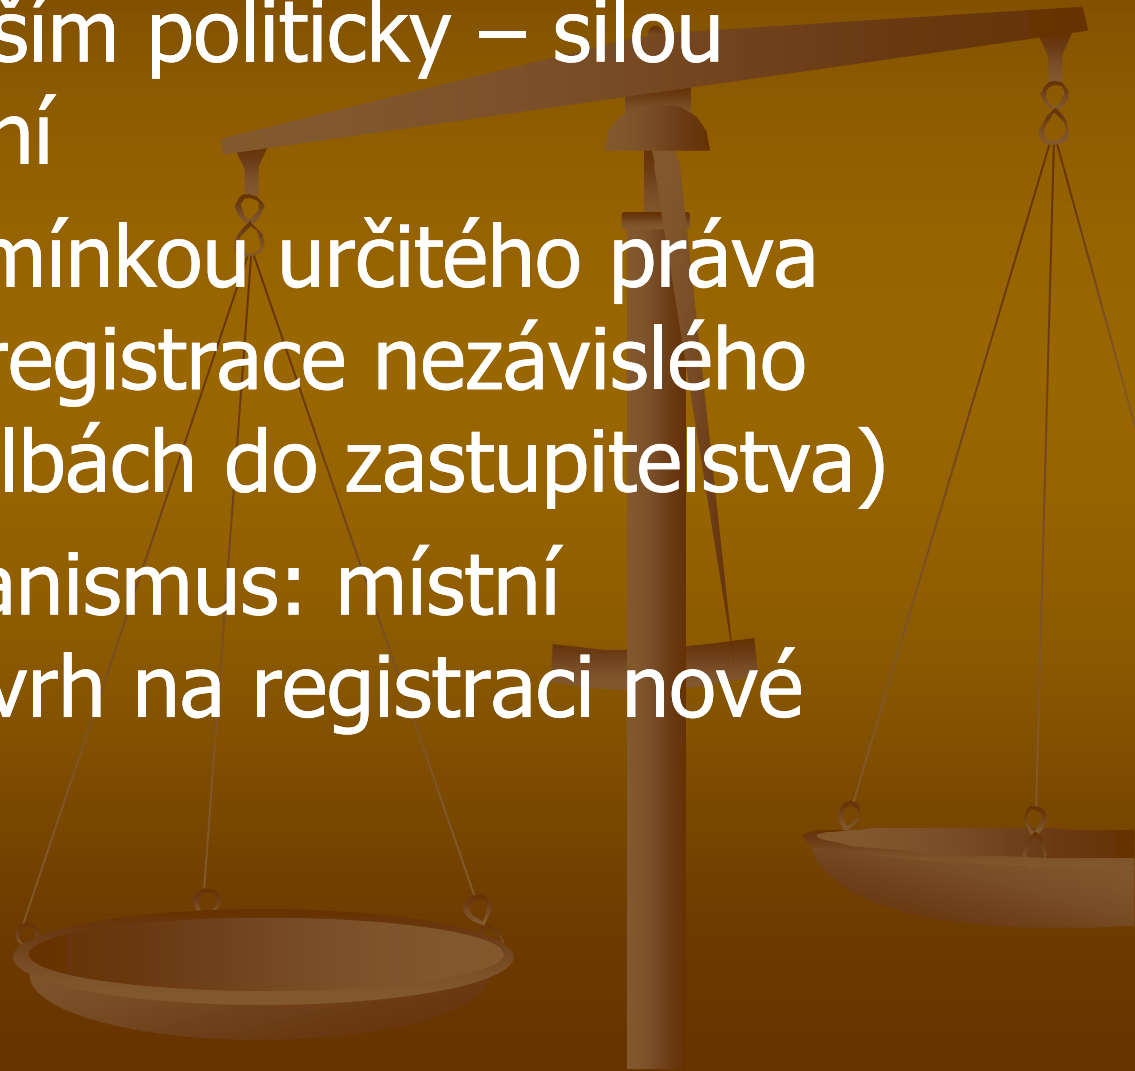 ším politicky – silou
ní
mínkou určitého práva
registrace nezávislého
lbách do zastupitelstva)
anismus: místní
vrh na registraci nové